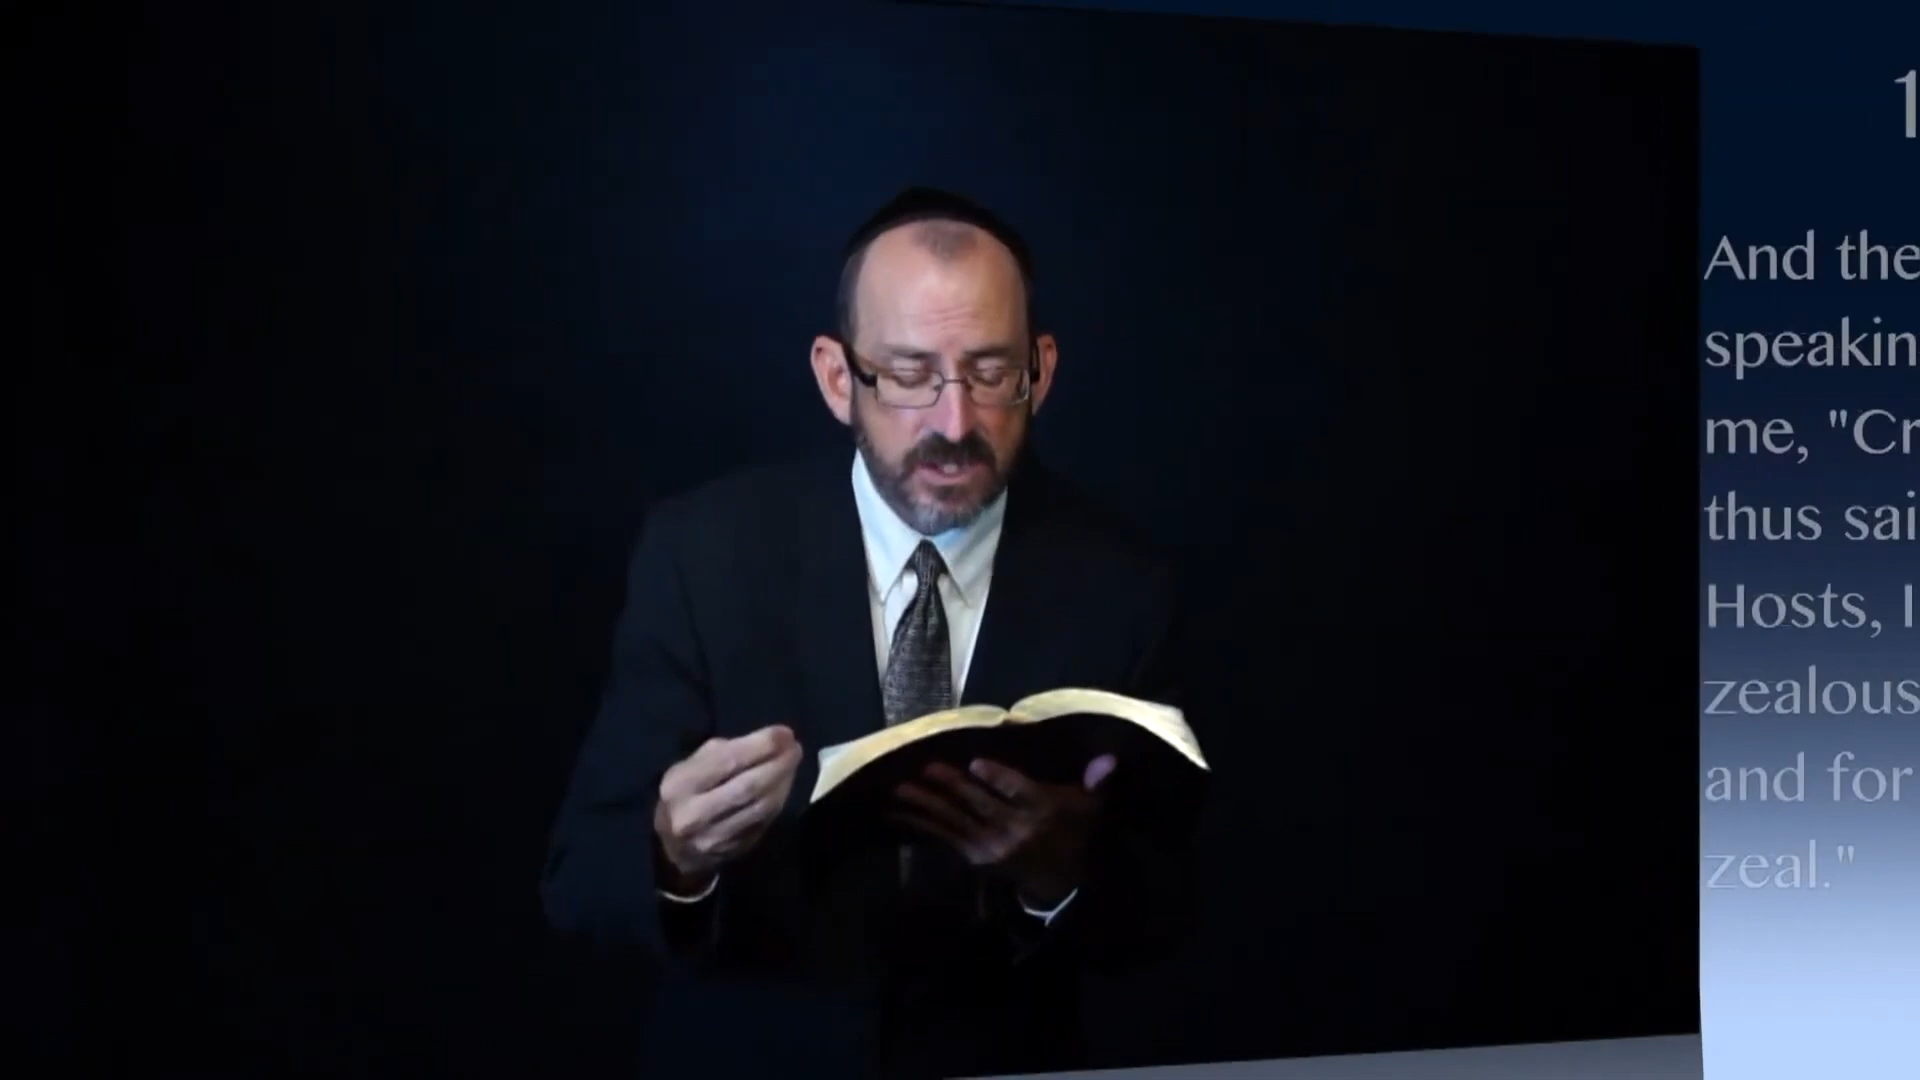 1
And the
speakin
me, "Cr
thus sai
Hosts, I
zealous
and for
zeal."